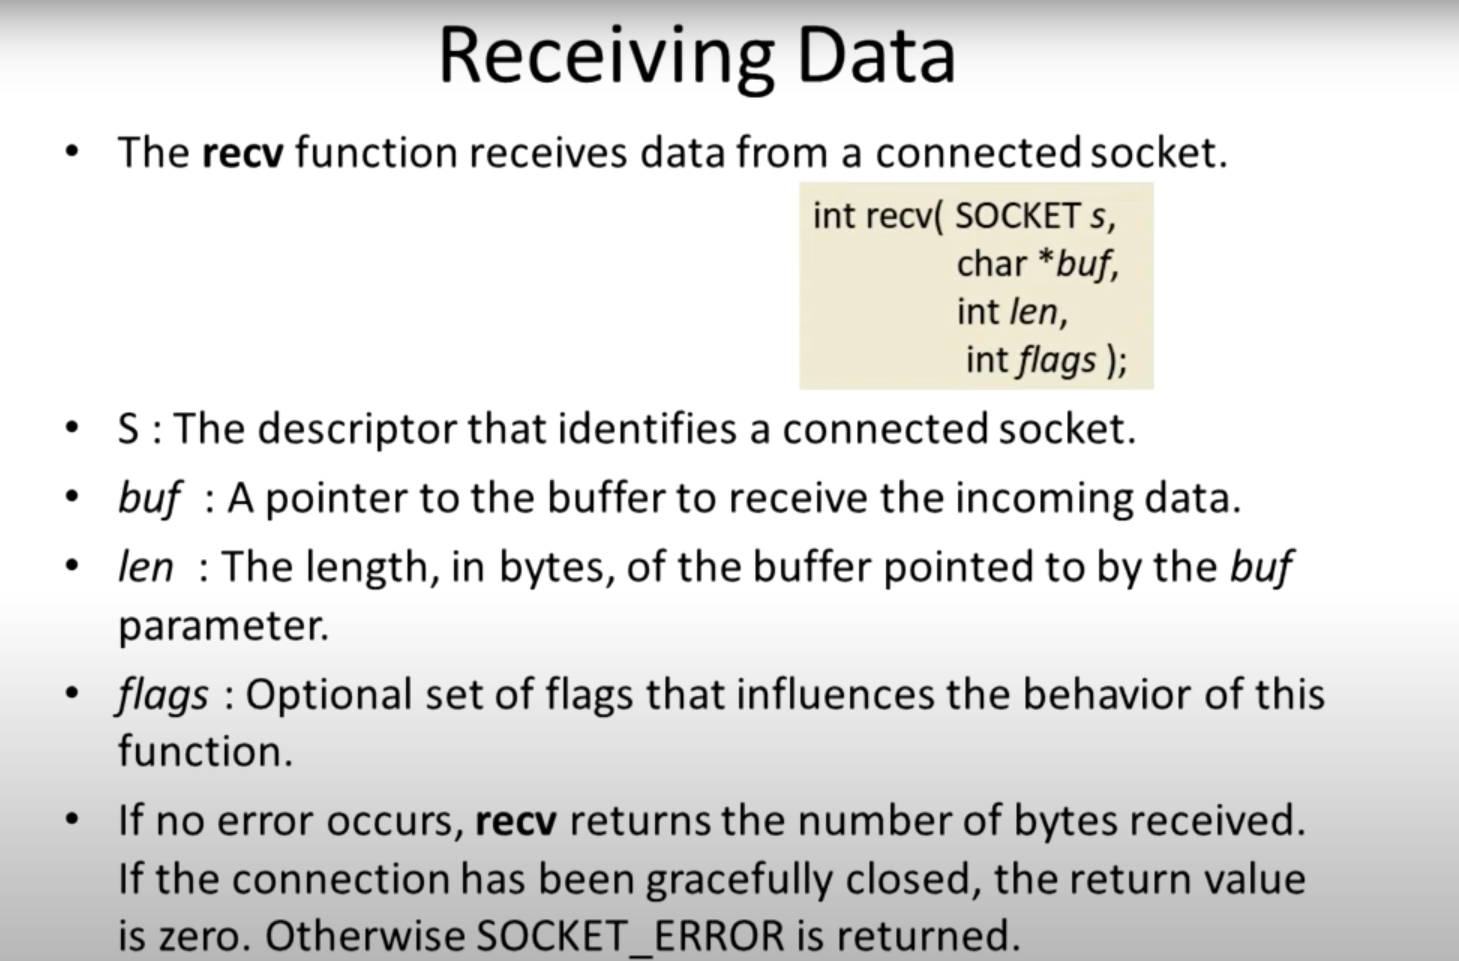 Receiving Data
• The recv function receives data from a connected socket.
int recv( SOCKET s,
char *buf,
int len,
int flags );
• S : The descriptor that identifies a connected socket.
• buf : A pointer to the buffer to receive the incoming data.
• len : The length, in bytes, of the buffer pointed to by the buf
parameter.
• flags : Optional set of flags that influences the behavior of this
function.
• If no error occurs, recv returns the number of bytes received.
If the connection has been gracefully closed, the return value
is zero. Otherwise SOCKET_ERROR is returned.